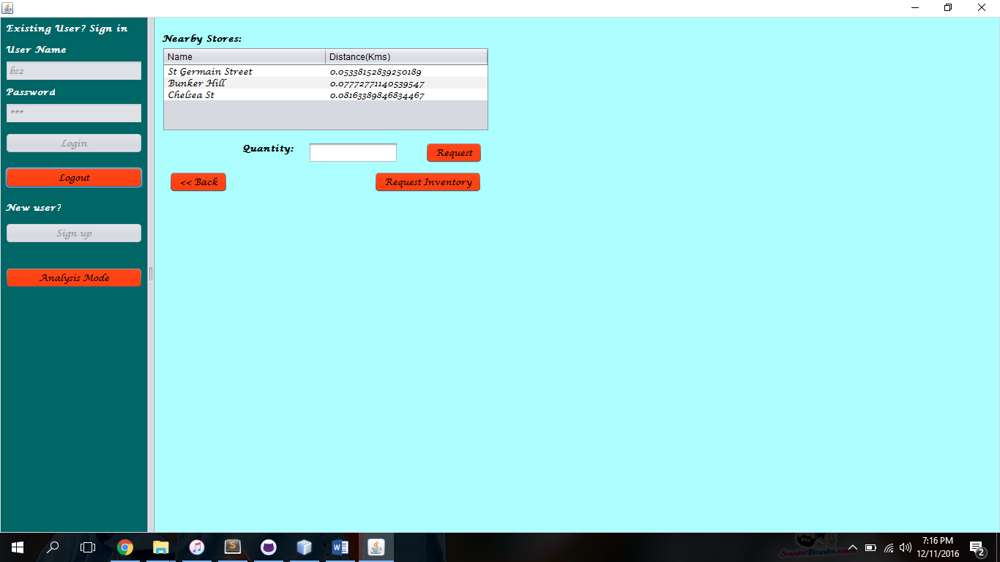 Existing User? Sign in
User Name
bs2
Password
***
Login
Logout
New user?
Sign up
Analysis Mode
Nearby Stores:
Name Distance(Kms)
St Germain Street 0.05338152839250189
Bunker Hill 0.07772771140539547
Chelsea St 0.08163389846834467
Quantity: Request
<< Back Request Inventory
SantaBanta.com
7:16 PM
12/11/2016
2